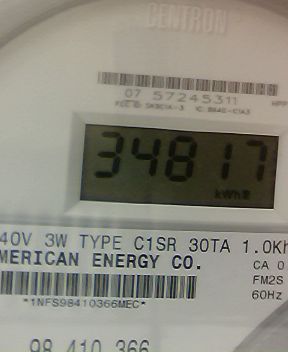 CENTRON
07 57245311
34817
kWh
40V 3W TYPE C1SR 30TA 1.0Kh
MERICAN ENERGY CO.
CA 0
FM2S
*1NFS98410366MEC*
60Hz
98 410 366